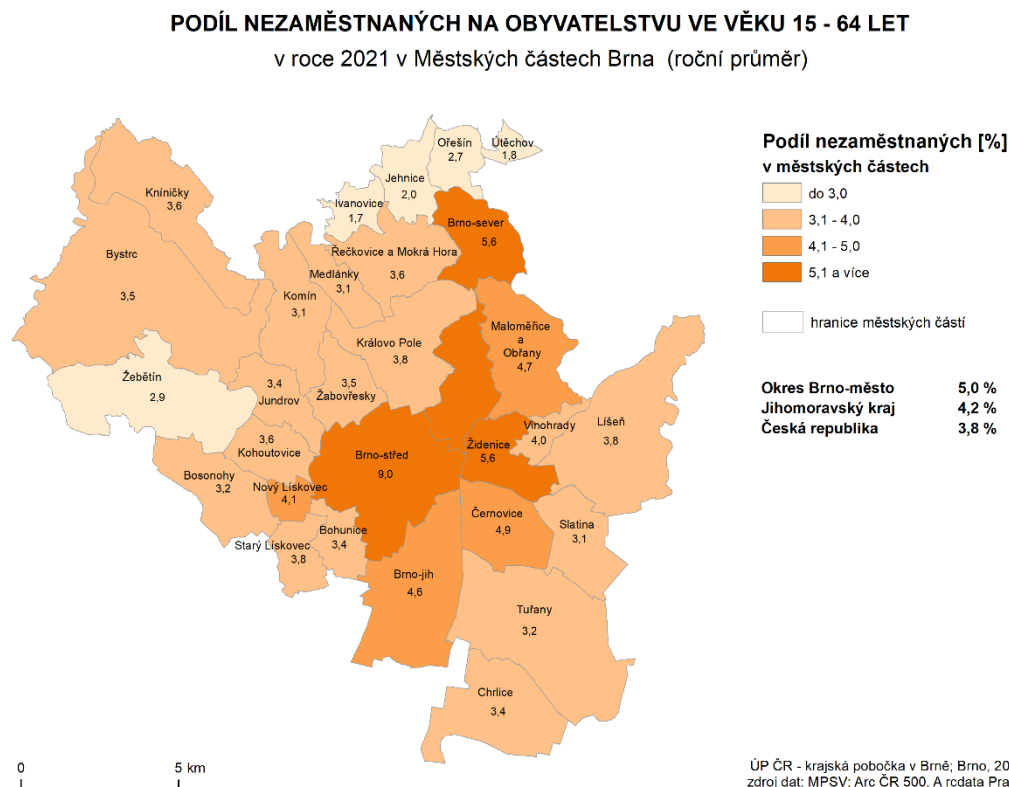 PODÍL NEZAMĚSTNANÝCH NA OBYVATELSTVU VE VĚKU 15 - 64 LET
v roce 2021 v Městských částech Brna (roční průměr)
Ořešín
2,7
Útěchov
1,8
Jehnice
2,0
Ivanovice
1,7
Kníničky
3,6
Brno-sever
5,6
Řečkovice a Mokrá Hora
3,6
Bystrc
3,5
Medlánky
3,1
Komín
3,1
Maloměřice
a
Obřany
4,7
Královo Pole
3,8
Žebětín
2,9
3,4
Jundrov
3,5
Žabovřesky
Líšeň
3,8
Vinohrady
4,0
3,6
Kohoutovice
Brno-střed
9,0
Židenice
5,6
Bosonohy
3,2
Nový Lískovec
4,1
Černovice
4,9
Slatina
3,1
Starý Lískovec
3,8
Bohunice
3,4
Brno-jih
4,6
Tuřany
3,2
Chrlice
3,4
Podíl nezaměstnaných [%]
v městských částech
do 3,0
3,1 - 4,0
4,1 - 5,0
5,1 a více
hranice městských částí
Okres Brno-město 5,0 %
Jihomoravský kraj 4,2 %
Česká republika 3,8 %
0 5 km
ÚP ČR - krajská pobočka v Brně; Brno, 20
zdroj dat: MPSV; Arc ČR 500, A rcdata Pra